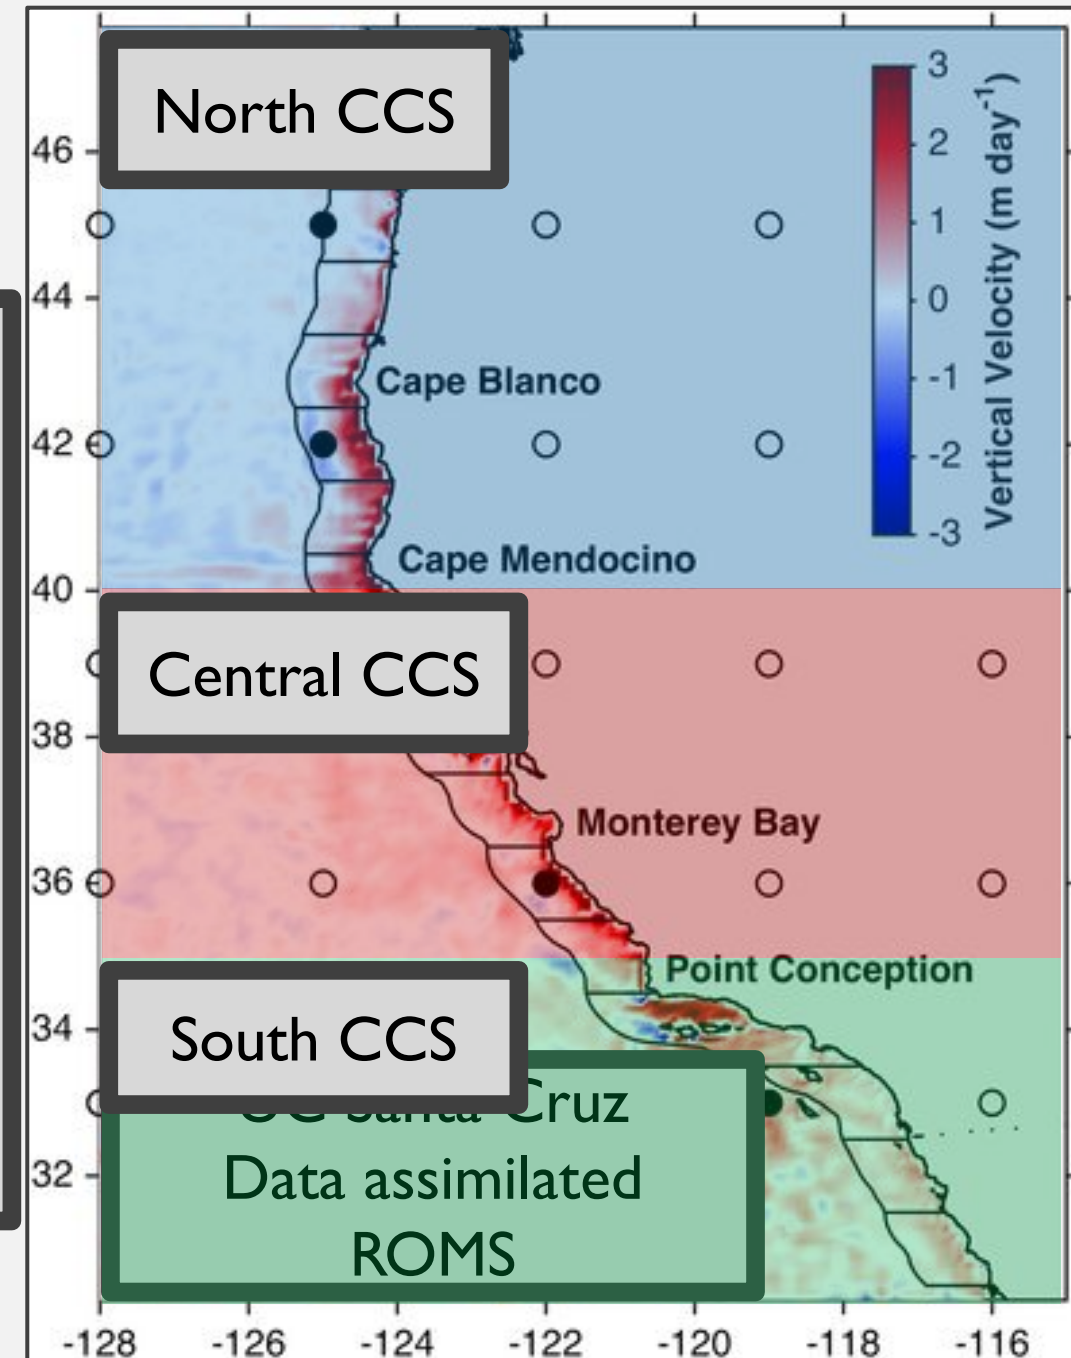 North CCS
3
2
1
0
-1
-2
-3
Vertical Velocity (m day-1)
46
44
Cape Blanco
42
Cape Mendocino
40
Central CCS
38
Monterey Bay
36
Point Conception
34
South CCS
Cruz
32
Data assimilated
ROMS
-128 -126 -124 -122 -120 -118 -116